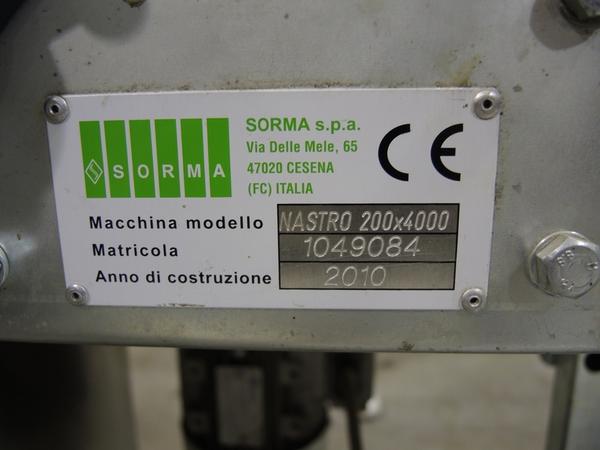 SORMA
SORMA s.p.a.
Via Delle Mele, 65
47020 CESENA
(FC) ITALIA
CE
Macchina modello NASTRO 200x4000
Matricola 1049084
Anno di costruzione 2010